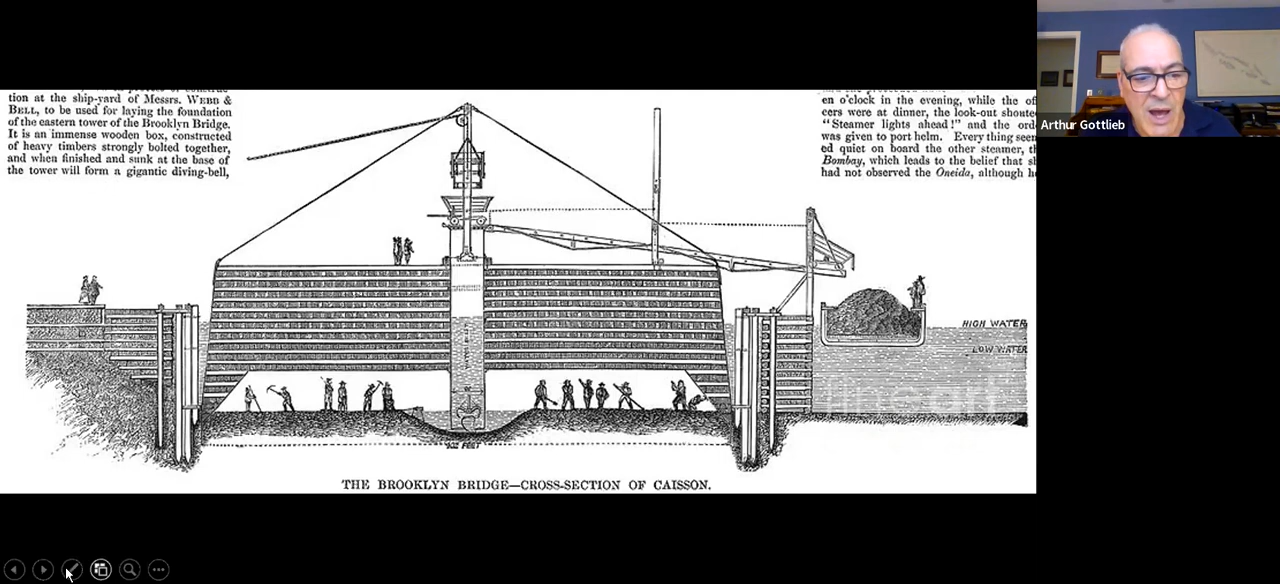 tion at the ship-yard of Messrs. WEBB &
BELL, to be used for laying the foundation
of the eastern tower of the Brooklyn Bridge.
It is an immense wooden box, constructed
of heavy timbers strongly bolted together,
and when finished and sunk at the base of
the tower will form a gigantic diving-bell,
en o'clock in the evening, while the of
cers were at dinner, the look-out shoute
"Steamer lights ahead!" and the ord
was given to port helm. Every thing seem
ed quiet on board the other steamer, th
Bombay, which leads to the belief that s
had not observed the Oneida, although h
Arthur Gottlieb
HIGH WATER
LOW WATER
fine art
THE BROOKLYN BRIDGE—CROSS-SECTION OF CAISSON.